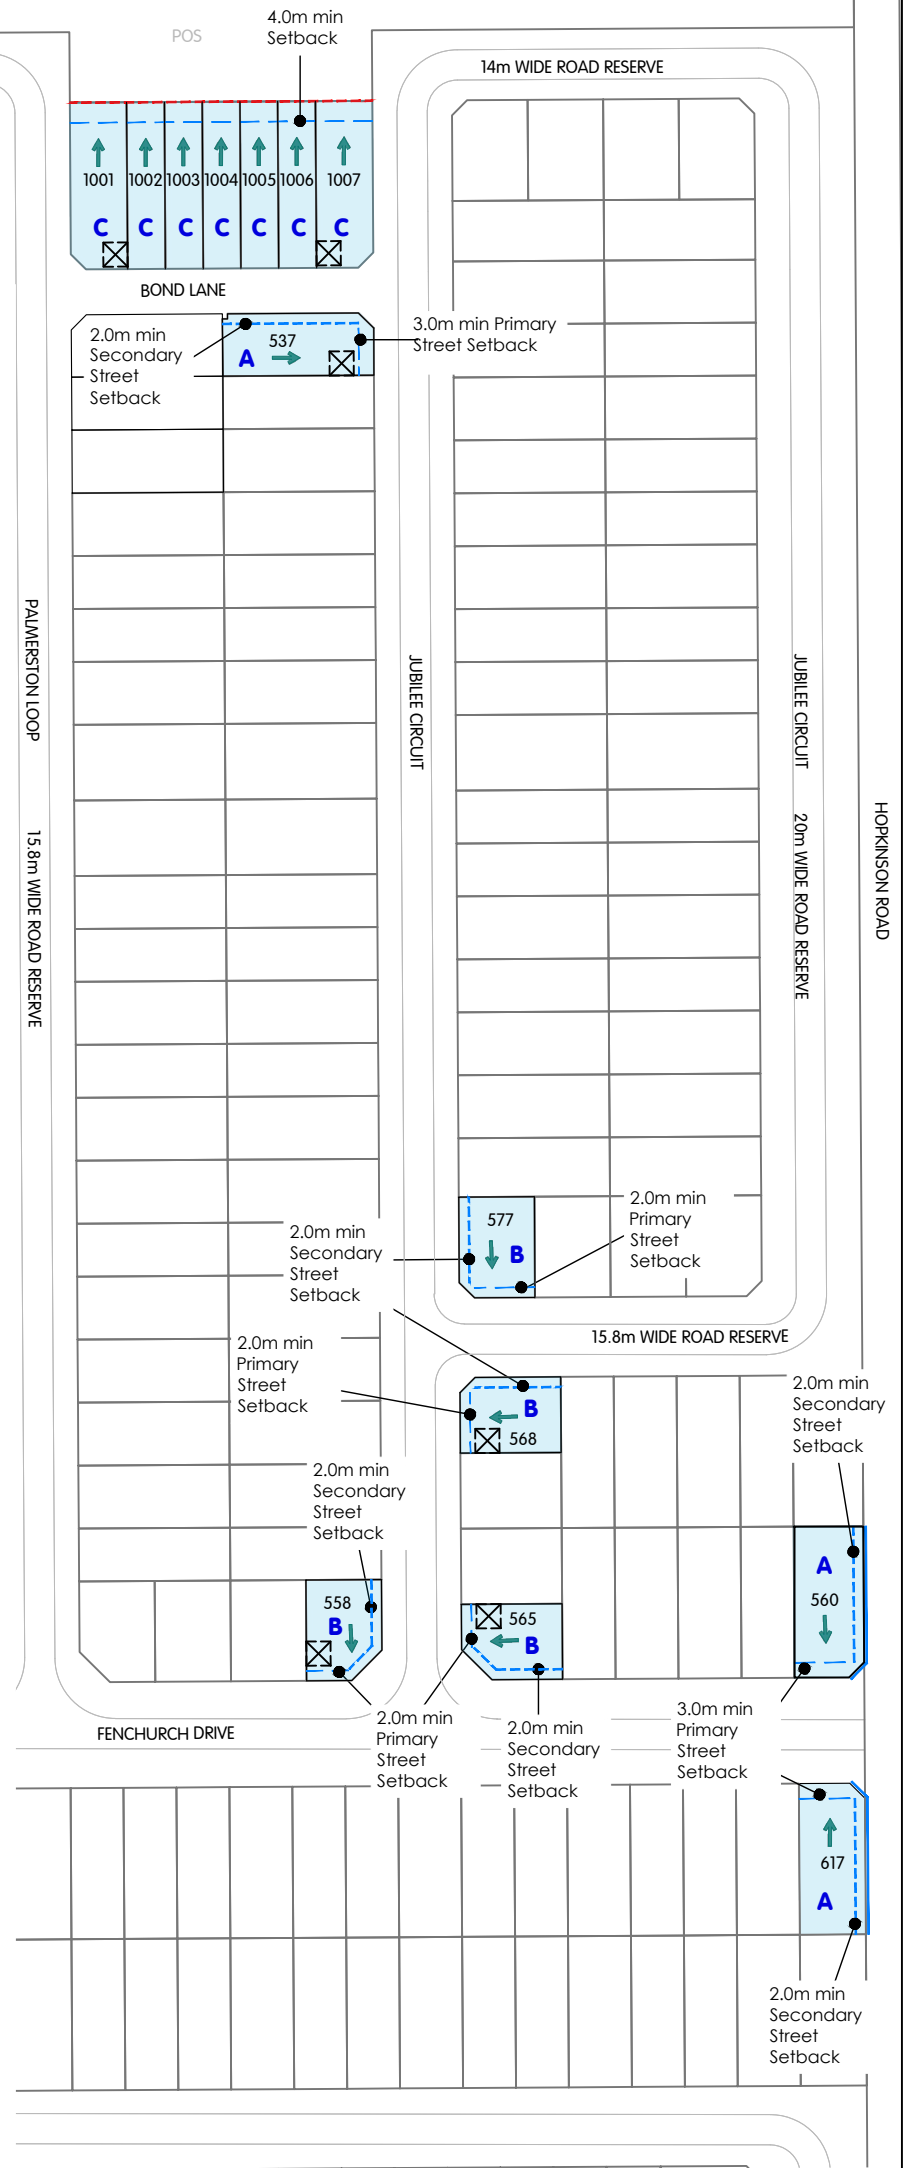 4.0m min
Setback
POS
14m WIDE ROAD RESERVE
1001
1002
1003
1004
1005
1006
1007
C
C
C
C
C
C
C
BOND LANE
2.0m min
Secondary
Street
Setback
537
A
3.0m min Primary
Street Setback
PALMERSTON LOOP
15.8m WIDE ROAD RESERVE
JUBILEE CIRCUIT
JUBILEE CIRCUIT
20m WIDE ROAD RESERVE
HOPKINSON ROAD
577
B
2.0m min
Primary
Street
Setback
2.0m min
Secondary
Street
Setback
15.8m WIDE ROAD RESERVE
2.0m min
Primary
Street
Setback
B
568
2.0m min
Secondary
Street
Setback
2.0m min
Secondary
Street
Setback
558
B
565
B
A
560
2.0m min
Primary
Street
Setback
2.0m min
Secondary
Street
Setback
3.0m min
Primary
Street
Setback
FENCHURCH DRIVE
617
A
2.0m min
Secondary
Street
Setback